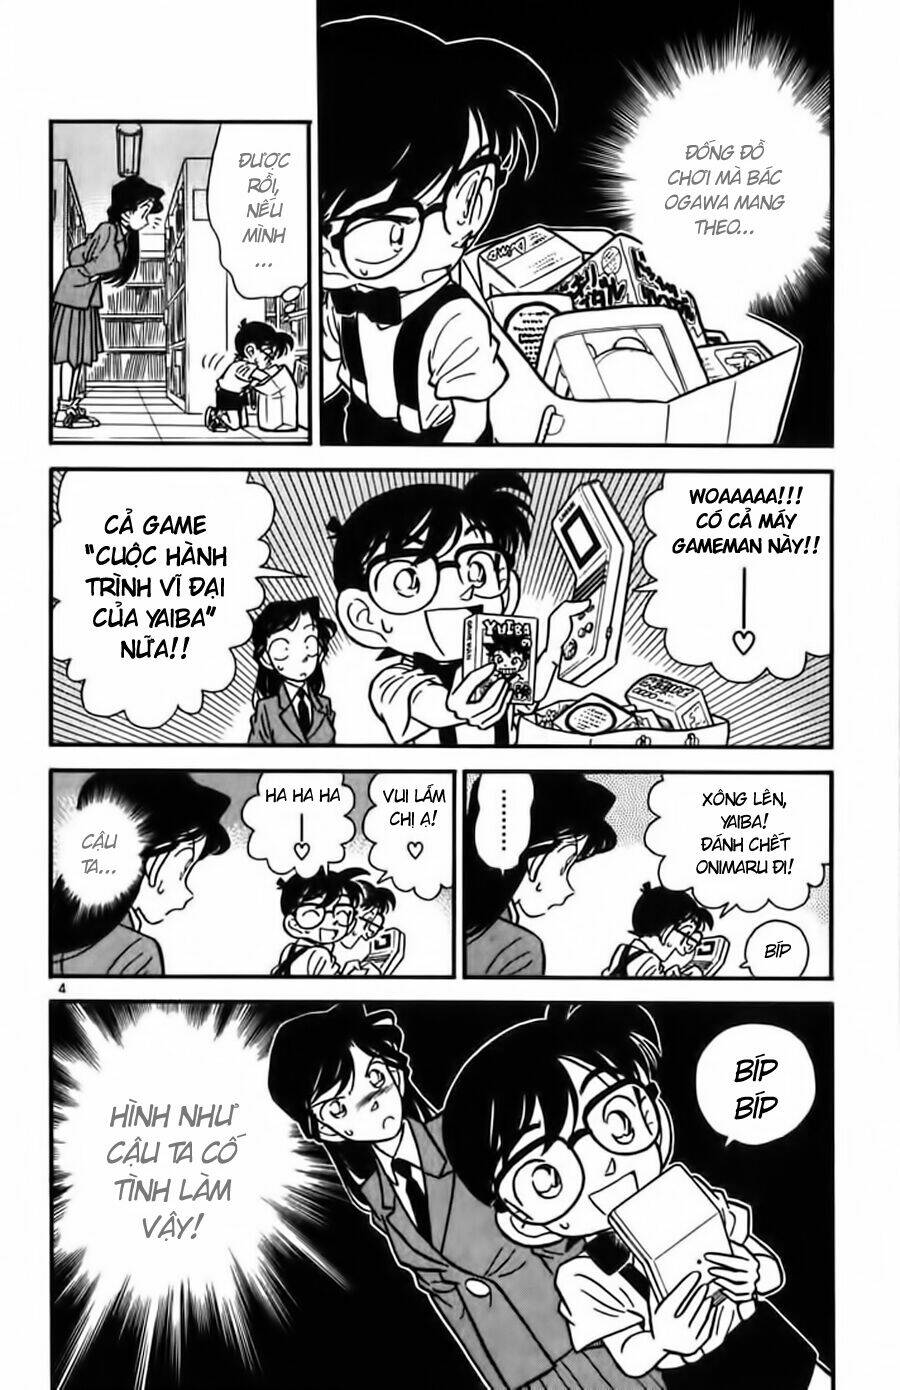 ĐƯỢC
RỒI,
NẾU
MÌNH
...
ĐỐNG ĐỒ
CHƠI MÀ BÁC
OGAWA MANG
THEO...
CẢ GAME
"CUỘC HÀNH
TRÌNH VĨ ĐẠI
CỦA YAIBA"
NỮA!!
YUIBA
WOAAAAA!!!
CÓ CẢ MÁY
GAMEMAN NÀY!!
♡
CẬU
TA...
HA HA HA
♡
VUI LẮM
CHỊ Ạ!
♡
.........
XÔNG LÊN,
YAIBA!
ĐÁNH CHẾT
ONIMARU ĐI!
BÍP
4
HÌNH NHƯ
CẬU TA CỐ
TÌNH LÀM
VẬY!
BÍP
BÍP